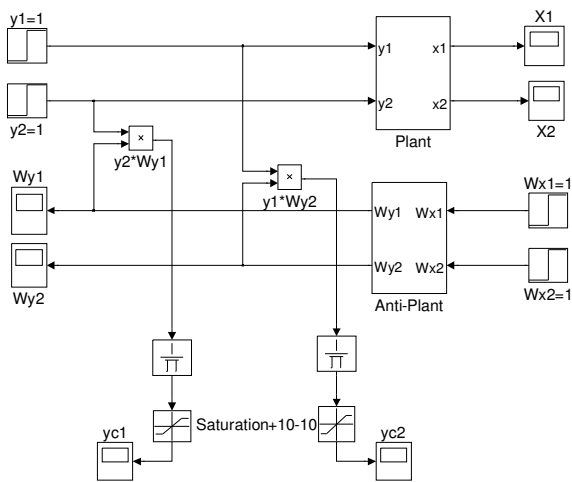 y1=1
X1
y1
x1
y2
x2
y2=1
X2
Plant
×
y2*Wy1
Wy1
×
Wx1=1
y1*Wy2
Wy1
Wx1
Wy2
Wx2
Wy2
Anti-Plant
Wx2=1
Saturation+10-10
yc1
yc2